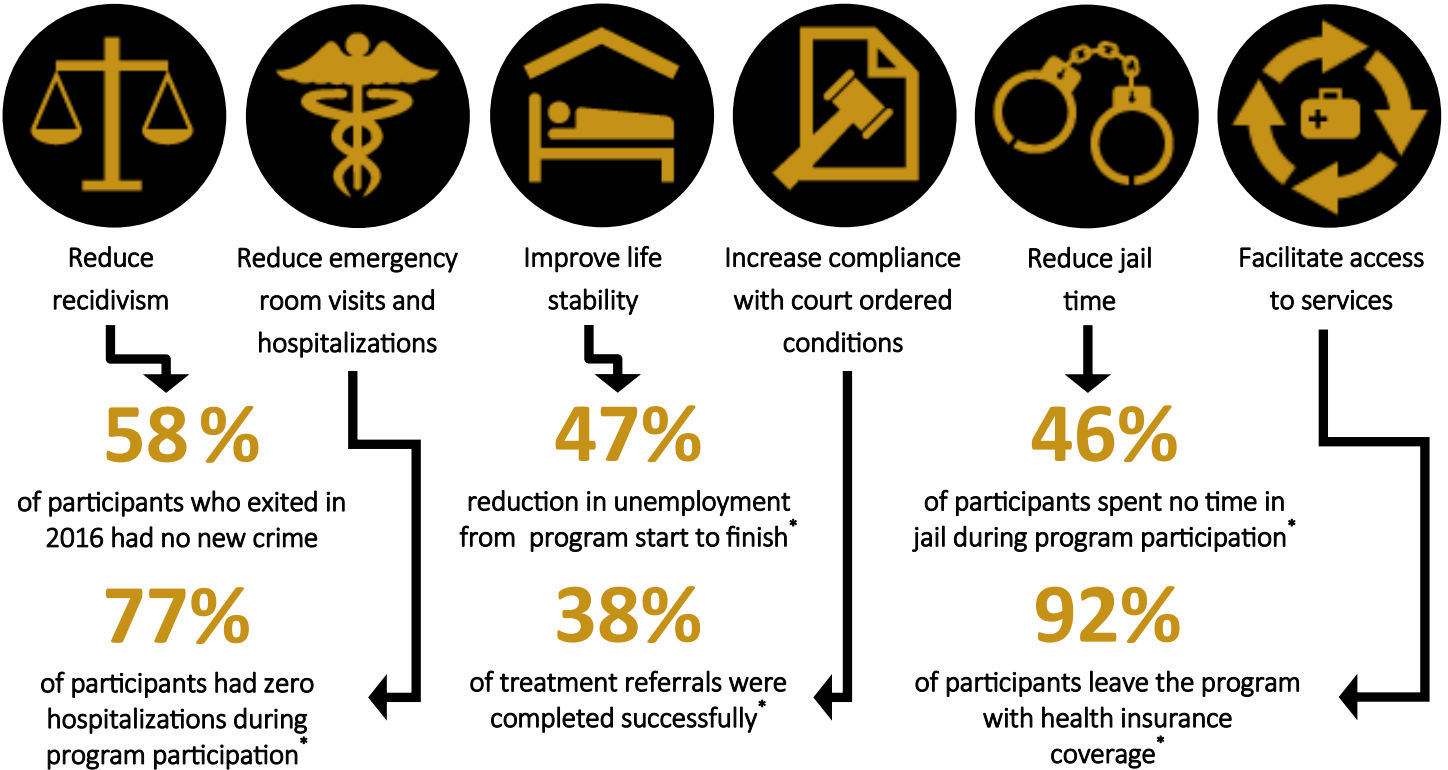 Reduce
recidivism
Reduce emergency
room visits and
hospitalizations
Improve life
stability
Increase compliance
with court ordered
conditions
Reduce jail
time
Facilitate access
to services
58%
of participants who exited in
2016 had no new crime
47%
reduction in unemployment
from program start to finish*
46%
of participants spent no time in
jail during program participation*
77%
of participants had zero
hospitalizations during
program participation*
38%
of treatment referrals were
completed successfully*
92%
of participants leave the program
with health insurance
coverage*